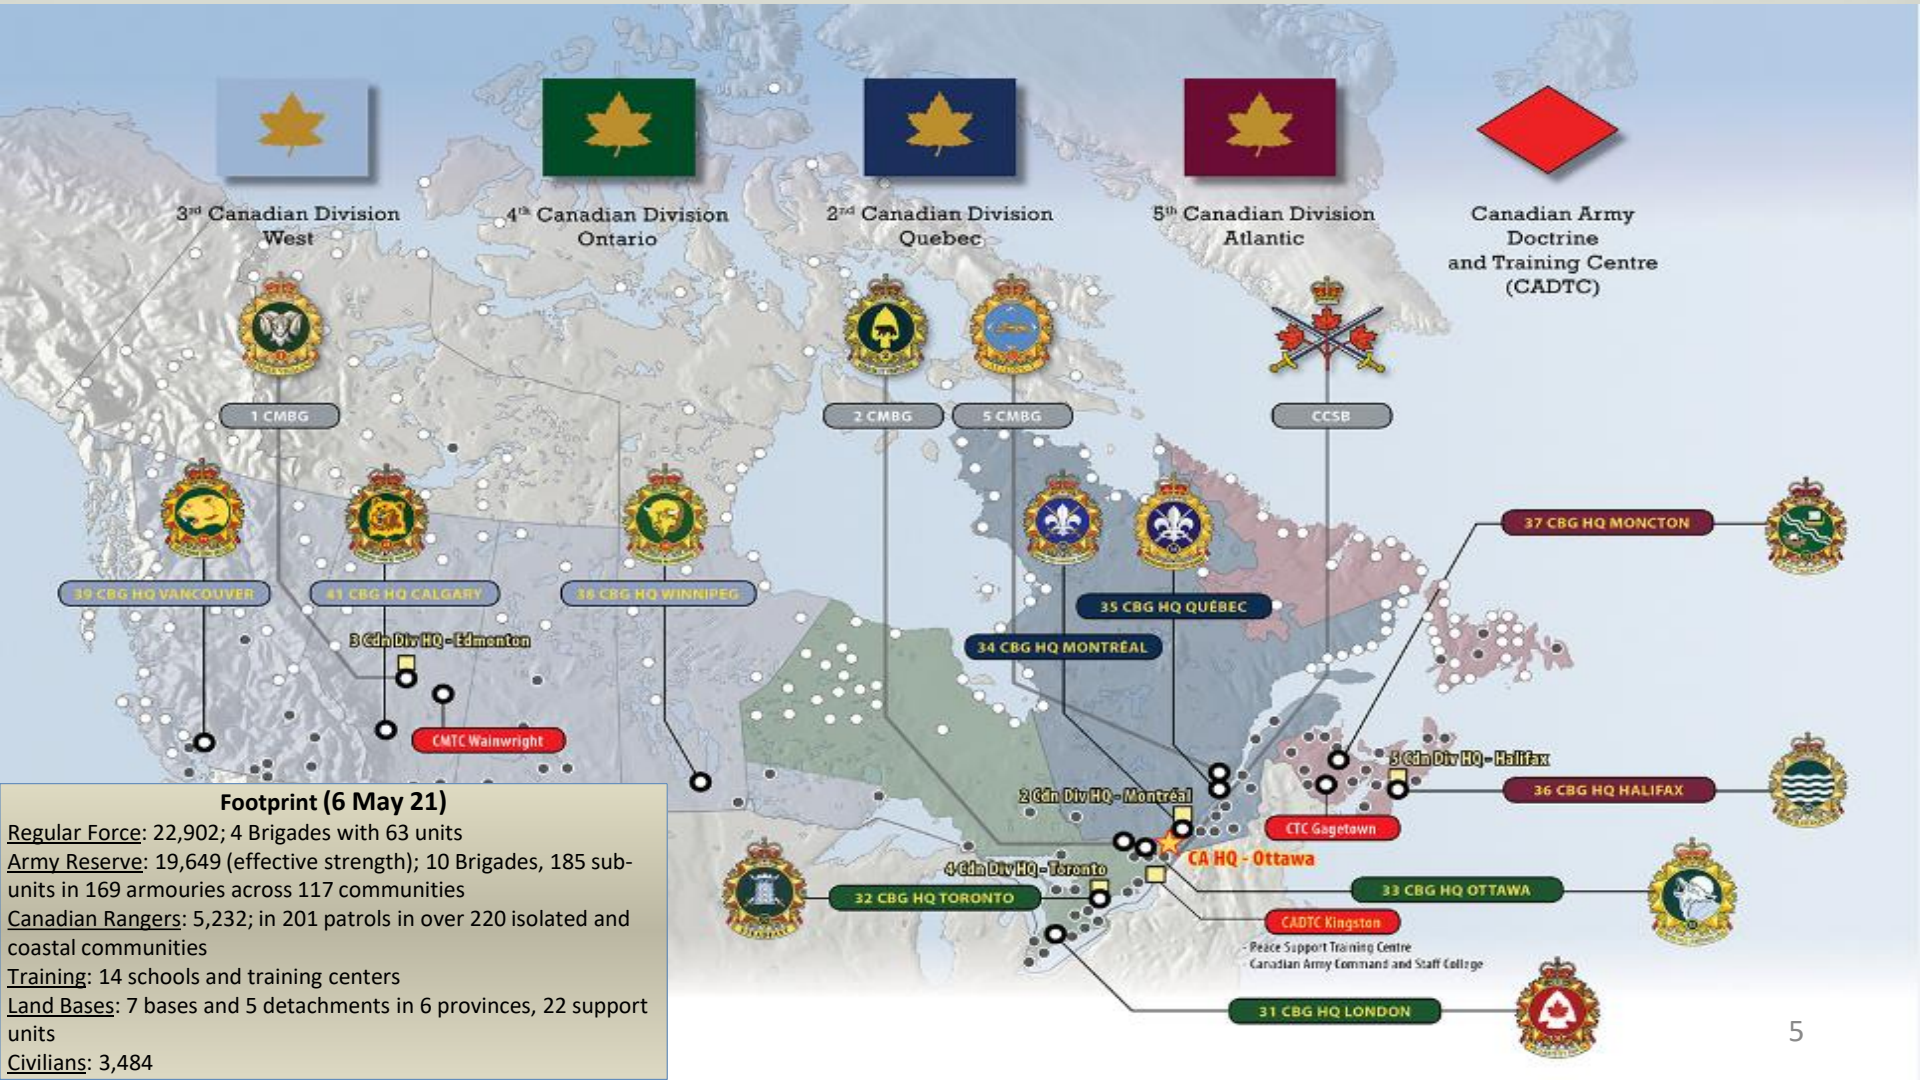 3rd Canadian Division
West
4th Canadian Division
Ontario
2nd Canadian Division
Quebec
5th Canadian Division
Atlantic
Canadian Army
Doctrine
and Training Centre
(CADTC)
1 CMBG
2 CMBG
5 CMBG
CCSB
37 CBG HQ MONCTON
39 CBG HQ VANCOUVER
41 CBG HQ CALGARY
38 CBG HQ WINNIPEG
35 CBG HQ QUÉBEC
34 CBG HQ MONTRÉAL
3 Cdn Div HQ - Edmonton
CMTC Wainwright
5 Cdn Div HQ - Halifax
36 CBG HQ HALIFAX
2 Cdn Div HQ - Montréal
CTC Gagetown
CA HQ - Ottawa
4 Cdn Div HQ - Toronto
32 CBG HQ TORONTO
33 CBG HQ OTTAWA
CADTC Kingston
- Peace Support Training Centre
- Canadian Army Command and Staff College
31 CBG HQ LONDON
Footprint (6 May 21)
Regular Force: 22,902; 4 Brigades with 63 units
Army Reserve: 19,649 (effective strength); 10 Brigades, 185 sub-
units in 169 armouries across 117 communities
Canadian Rangers: 5,232; in 201 patrols in over 220 isolated and
coastal communities
Training: 14 schools and training centers
Land Bases: 7 bases and 5 detachments in 6 provinces, 22 support
units
Civilians: 3,484
5